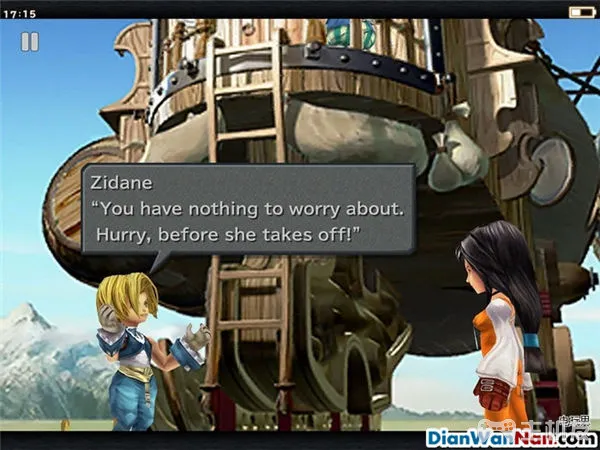 17:15
Zidane
“You have nothing to worry about.
Hurry, before she takes off!”
DianWanNan.com